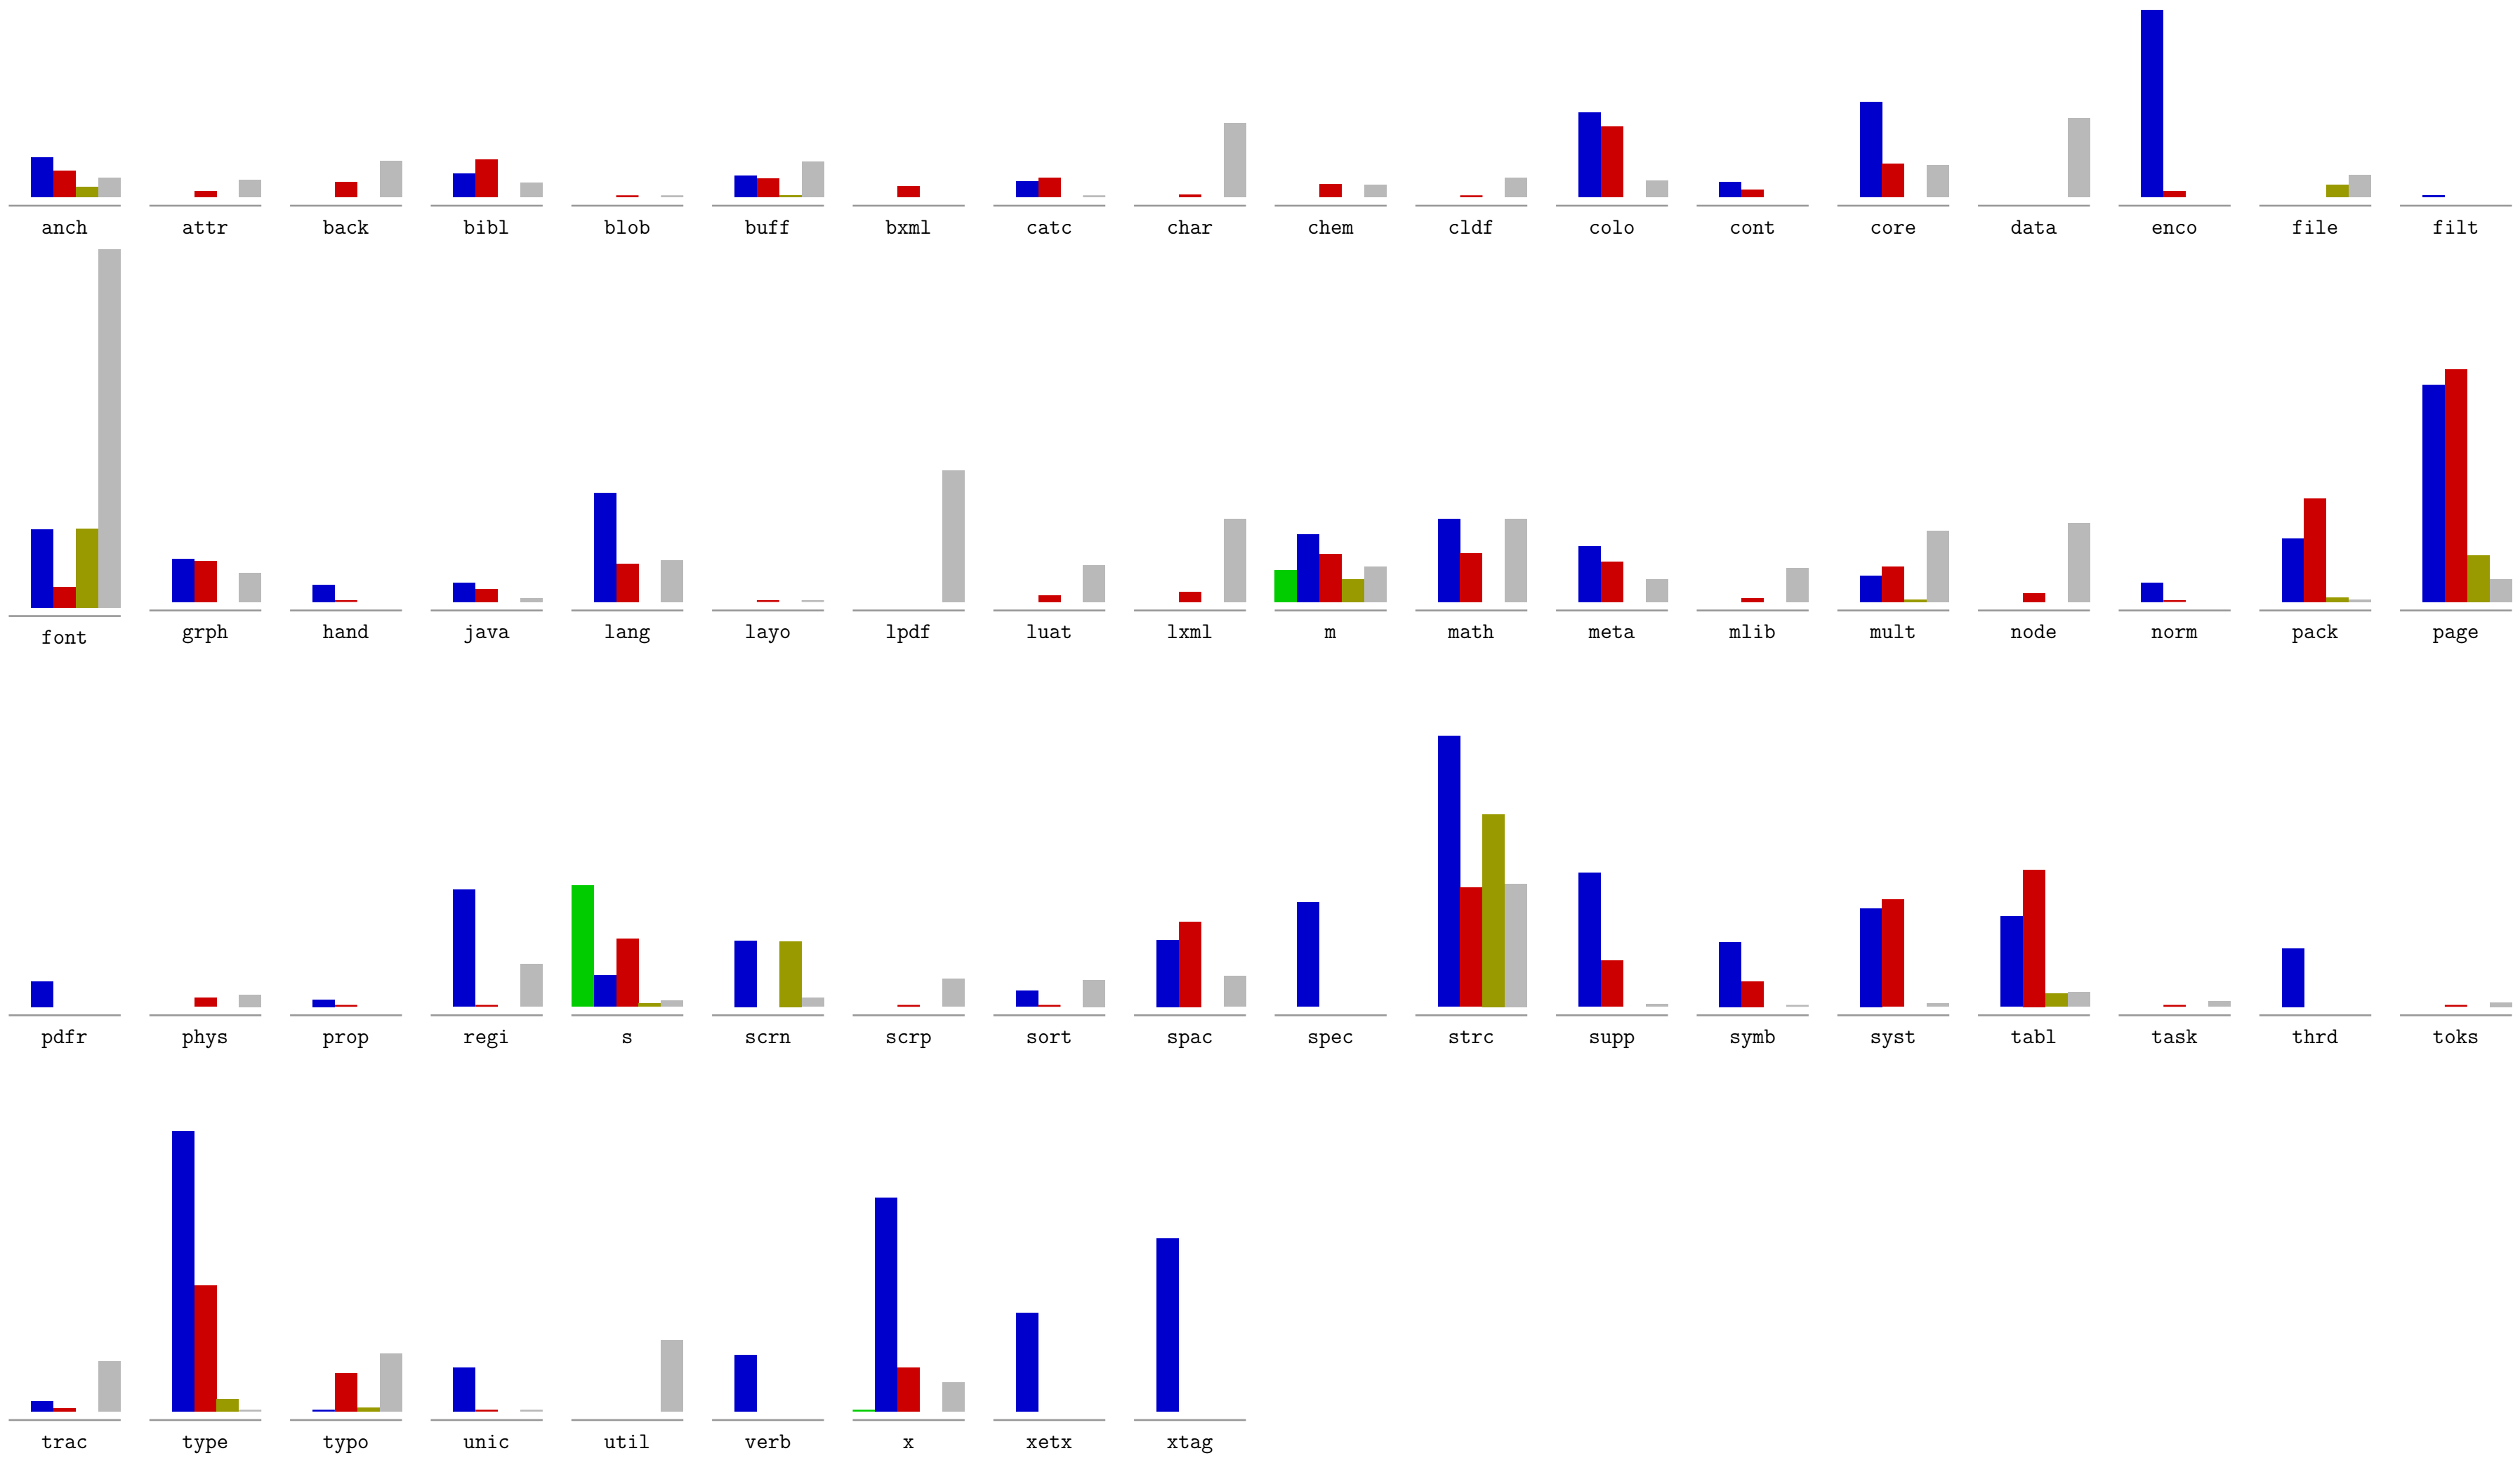 anch attr back bibl blob buff bxml catc char chem cldf colo cont core data enco file filt
font grph hand java lang layo lpdf luat lxml m math meta mlib mult node norm pack page
pdfr phys prop regi s scrn scrp sort spac spec strc supp symb syst tabl task thrd toks
trac type typo unic util verb x xetx xtag